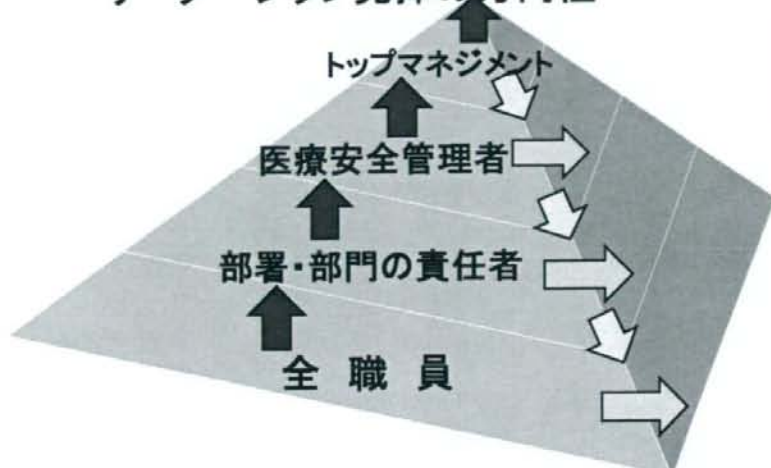 トップマネジメント
医療安全管理者
部署・部門の責任者
全職員